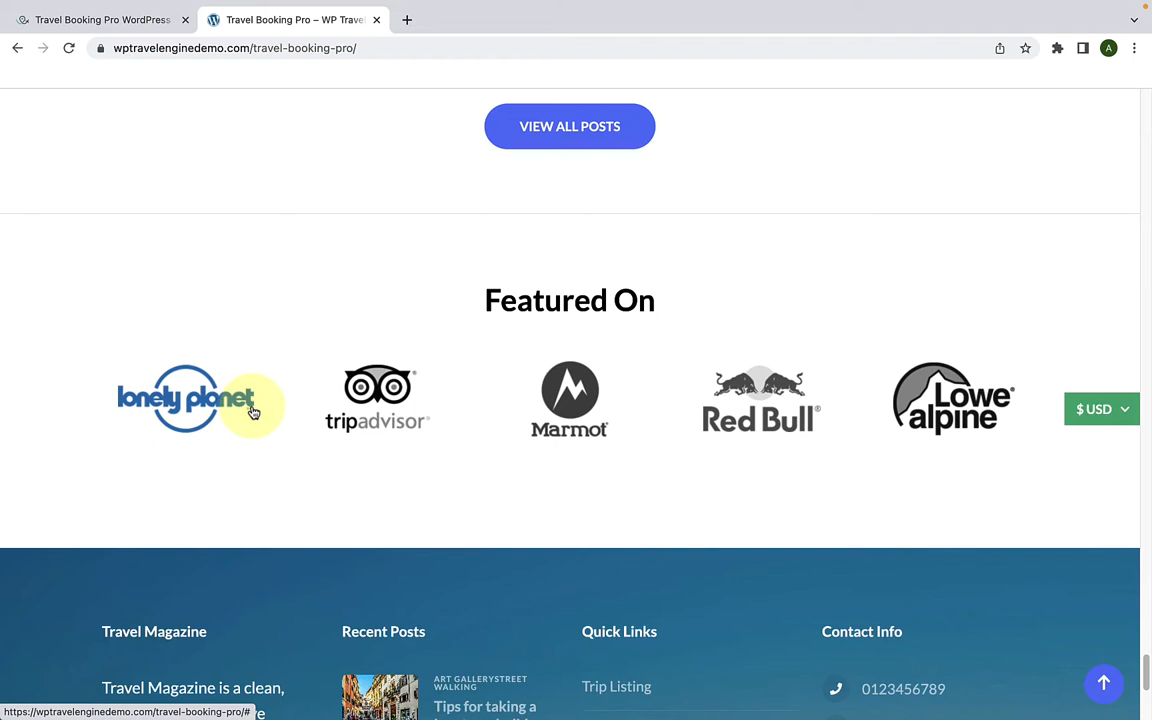 Travel Booking Pro WordPress
Travel Booking Pro – WP Trave
wptravelenginedemo.com/travel-booking-pro/
A
VIEW ALL POSTS
Featured On
lonely planet
tripadvisor®
Marmot®
Red Bull®
Lowe alpine®
$ USD
Travel Magazine
Recent Posts
Quick Links
Contact Info
Travel Magazine is a clean,
ART GALLERYSTREET
WALKING
Tips for taking a
Trip Listing
0123456789
https://wptravelenginedemo.com/travel-booking-pro/#